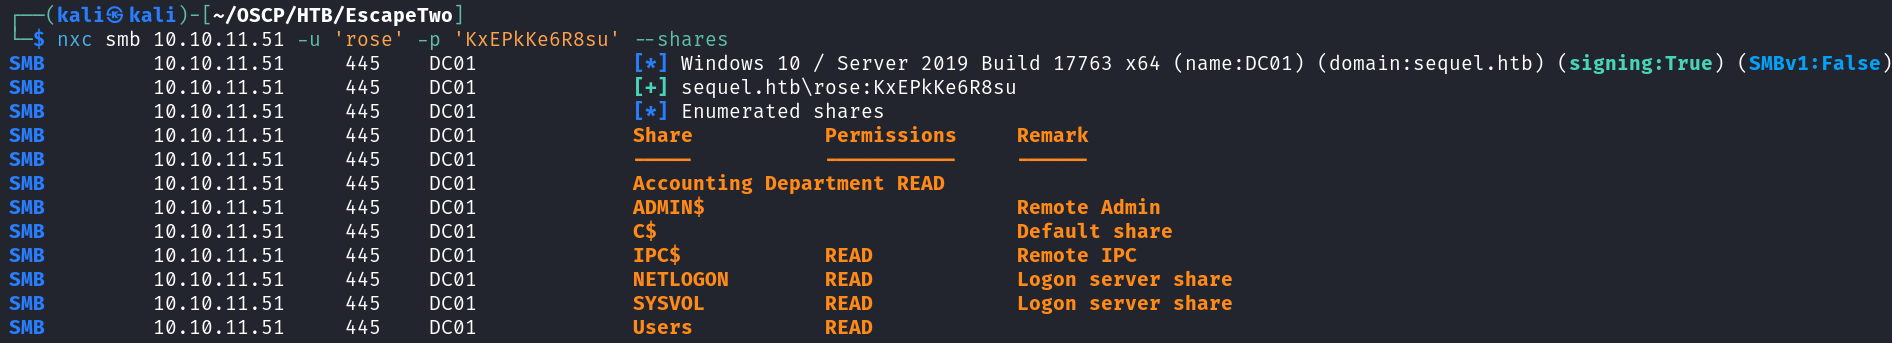 ┌──(kali㉿kali)-[~/OSCP/HTB/EscapeTwo]
└─$ nxc smb 10.10.11.51 -u 'rose' -p 'KxEPkKe6R8su' --shares
SMB         10.10.11.51     445    DC01             [*] Windows 10 / Server 2019 Build 17763 x64 (name:DC01) (domain:sequel.htb) (signing:True) (SMBv1:False)
SMB         10.10.11.51     445    DC01             [+] sequel.htb\rose:KxEPkKe6R8su
SMB         10.10.11.51     445    DC01             [*] Enumerated shares
SMB         10.10.11.51     445    DC01             Share           Permissions     Remark
SMB         10.10.11.51     445    DC01             -----           -----------     ------
SMB         10.10.11.51     445    DC01             Accounting Department READ
SMB         10.10.11.51     445    DC01             ADMIN$                          Remote Admin
SMB         10.10.11.51     445    DC01             C$                              Default share
SMB         10.10.11.51     445    DC01             IPC$            READ            Remote IPC
SMB         10.10.11.51     445    DC01             NETLOGON        READ            Logon server share
SMB         10.10.11.51     445    DC01             SYSVOL          READ            Logon server share
SMB         10.10.11.51     445    DC01             Users           READ